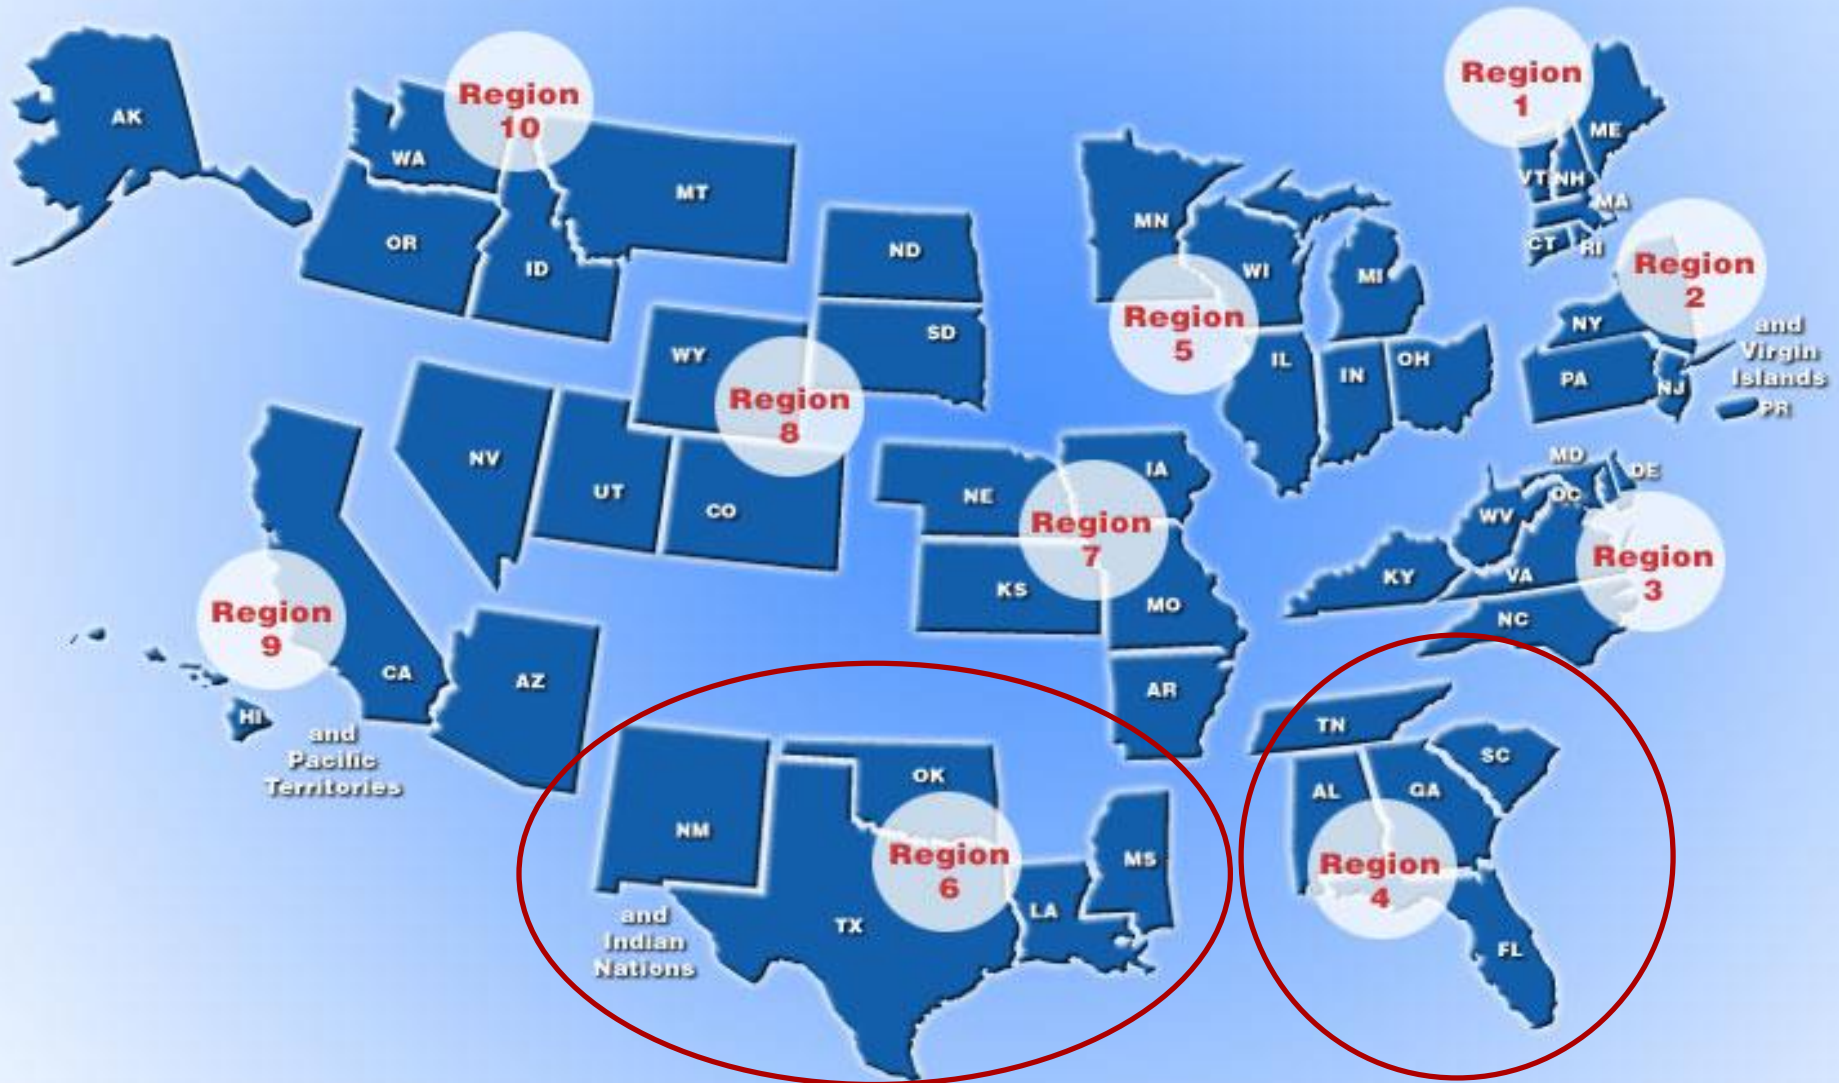 AK
WA
OR
ID
MT
Region
10
ND
SD
WY
UT
CO
Region
8
NV
CA
AZ
HI
Region
9
and
Pacific
Territories
MN
WI
MI
IL
IN
OH
Region
5
Region
1
ME
VT
NH
MA
CT
RI
Region
2
NY
NJ
PA
and
Virgin
Islands
PR
MD
DE
DC
WV
VA
KY
NC
Region
3
NE
IA
KS
MO
AR
Region
7
NM
OK
TX
LA
MS
Region
6
and
Indian
Nations
TN
SC
AL
GA
FL
Region
4